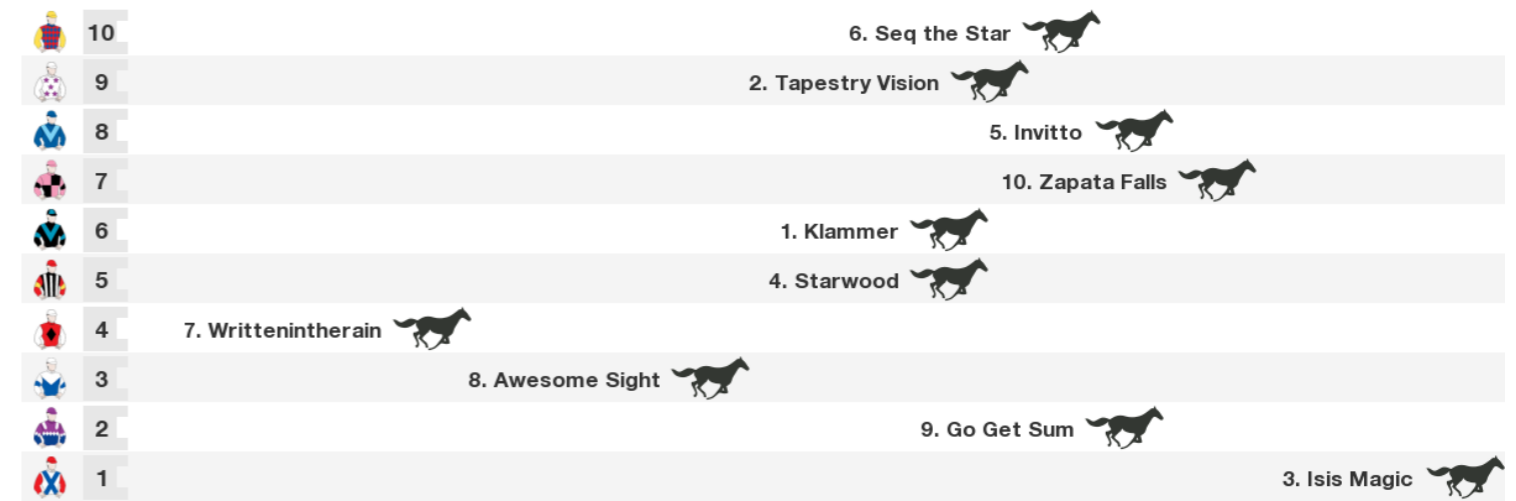 10 6. Seq the Star
9 2. Tapestry Vision
8 5. Invitto
7 10. Zapata Falls
6 1. Klammer
5 4. Starwood
4 7. Writtenintherain
3 8. Awesome Sight
2 9. Go Get Sum
1 3. Isis Magic